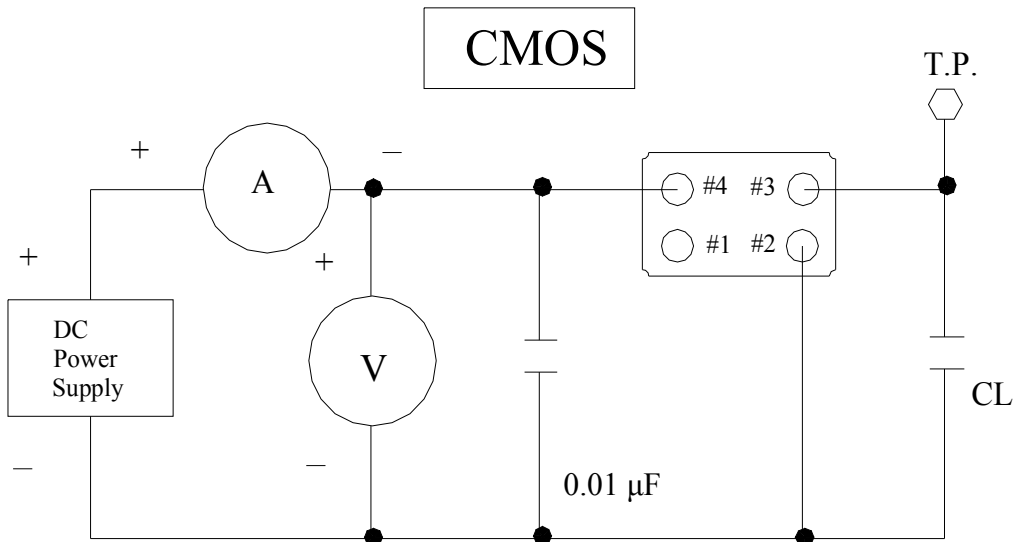 CMOS
T.P.
+
–
A
#4
#3
+
+
#1
#2
DC
Power
Supply
V
CL
–
–
0.01 µF